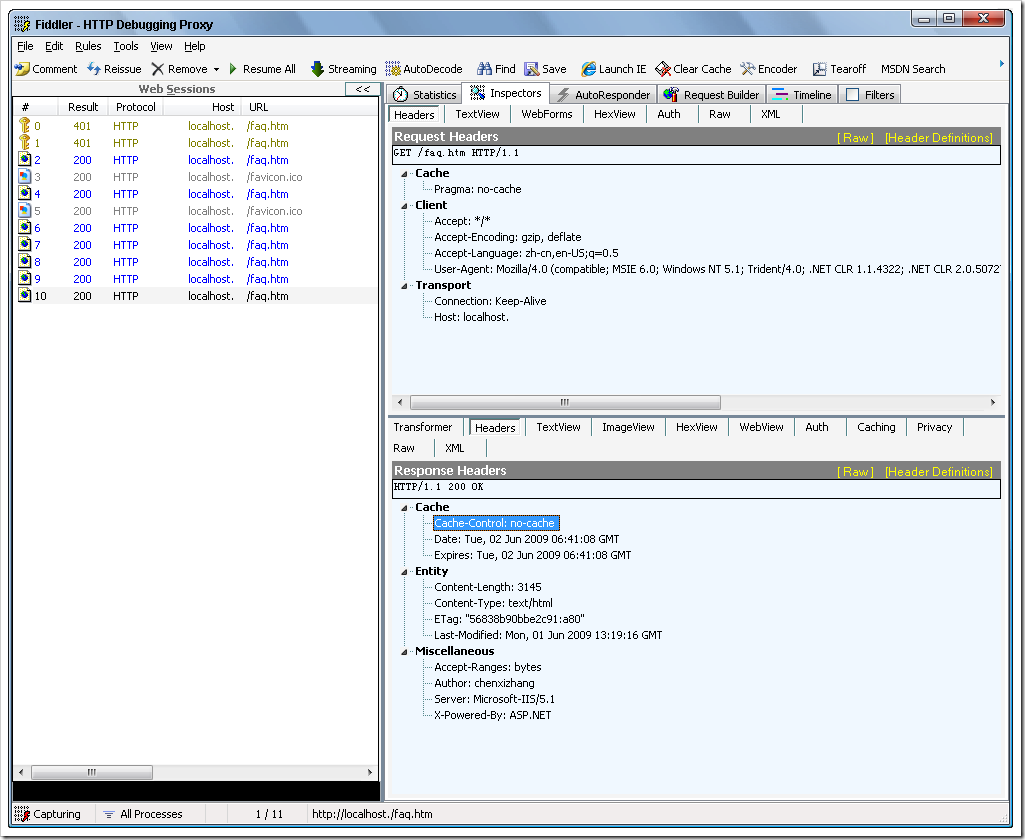 Fiddler - HTTP Debugging Proxy
File Edit Rules Tools View Help
Comment Reissue Remove Resume All Streaming AutoDecode Find Save Launch IE Clear Cache Encoder Tearoff MSDN Search
Web Sessions <<
# Result Protocol Host URL
0 401 HTTP localhost. /faq.htm
1 401 HTTP localhost. /faq.htm
2 200 HTTP localhost. /faq.htm
3 200 HTTP localhost. /favicon.ico
4 200 HTTP localhost. /faq.htm
5 200 HTTP localhost. /favicon.ico
6 200 HTTP localhost. /faq.htm
7 200 HTTP localhost. /faq.htm
8 200 HTTP localhost. /faq.htm
9 200 HTTP localhost. /faq.htm
10 200 HTTP localhost. /faq.htm
Statistics Inspectors AutoResponder Request Builder Timeline Filters
Headers TextView WebForms HexView Auth Raw XML
Request Headers [ Raw ] [Header Definitions]
GET /faq.htm HTTP/1.1
Cache
Pragma: no-cache
Client
Accept: */*
Accept-Encoding: gzip, deflate
Accept-Language: zh-cn,en-US;q=0.5
User-Agent: Mozilla/4.0 (compatible; MSIE 6.0; Windows NT 5.1; Trident/4.0; .NET CLR 1.1.4322; .NET CLR 2.0.5072
Transport
Connection: Keep-Alive
Host: localhost.
Transformer Headers TextView ImageView HexView WebView Auth Caching Privacy
Raw XML
Response Headers [ Raw ] [Header Definitions]
HTTP/1.1 200 OK
Cache
Cache-Control: no-cache
Date: Tue, 02 Jun 2009 06:41:08 GMT
Expires: Tue, 02 Jun 2009 06:41:08 GMT
Entity
Content-Length: 3145
Content-Type: text/html
ETag: "56838b90bbe2c91:a80"
Last-Modified: Mon, 01 Jun 2009 13:19:16 GMT
Miscellaneous
Accept-Ranges: bytes
Author: chenxizhang
Server: Microsoft-IIS/5.1
X-Powered-By: ASP.NET
Capturing All Processes 1 / 11 http://localhost./faq.htm